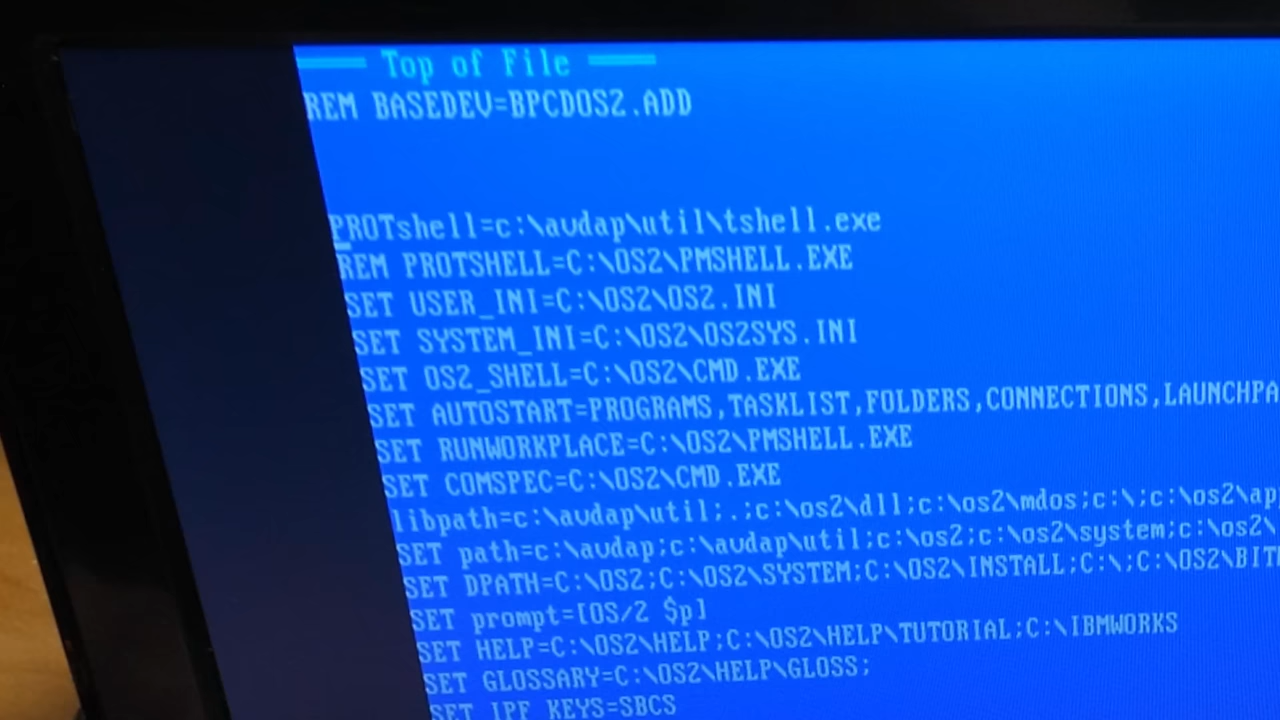 Top of File
REM BASEDEV=BPCDOS2.ADD
PROTshell=c:\avdap\util\tshell.exe
REM PROTSHELL=C:\OS2\PMSHELL.EXE
SET USER_INI=C:\OS2\OS2.INI
SET SYSTEM_INI=C:\OS2\OS2SYS.INI
SET OS2_SHELL=C:\OS2\CMD.EXE
SET AUTOSTART=PROGRAMS,TASKLIST,FOLDERS,CONNECTIONS,LAUNCHPA
SET RUNWORKPLACE=C:\OS2\PMSHELL.EXE
SET COMSPEC=C:\OS2\CMD.EXE
libpath=c:\avdap\util;.;c:\os2\dll;c:\os2\mdos;c:\;c:\os2\ap
SET path=c:\avdap;c:\avdap\util;c:\os2;c:\os2\system;c:\os2\
SET DPATH=C:\OS2;C:\OS2\SYSTEM;C:\OS2\INSTALL;C:\;C:\OS2\BIT
SET prompt=[OS/2 $p]
SET HELP=C:\OS2\HELP;C:\OS2\HELP\TUTORIAL;C:\IBMWORKS
SET GLOSSARY=C:\OS2\HELP\GLOSS;
SET IPF_KEYS=SBCS